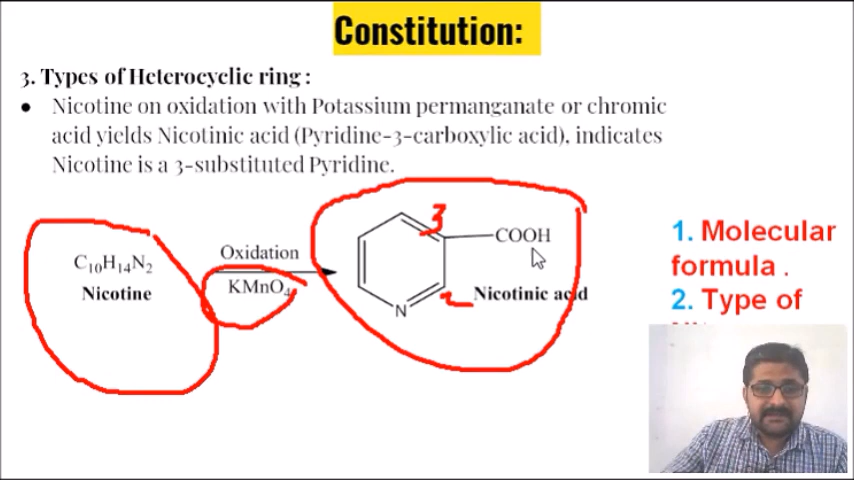 Constitution:
3. Types of Heterocyclic ring :
● Nicotine on oxidation with Potassium permanganate or chromic
acid yields Nicotinic acid (Pyridine-3-carboxylic acid), indicates
Nicotine is a 3-substituted Pyridine.
C₁₀H₁₄N₂
Nicotine
Oxidation
KMnO₄
3
COOH
N
2
Nicotinic acid
1. Molecular
formula .
2. Type of